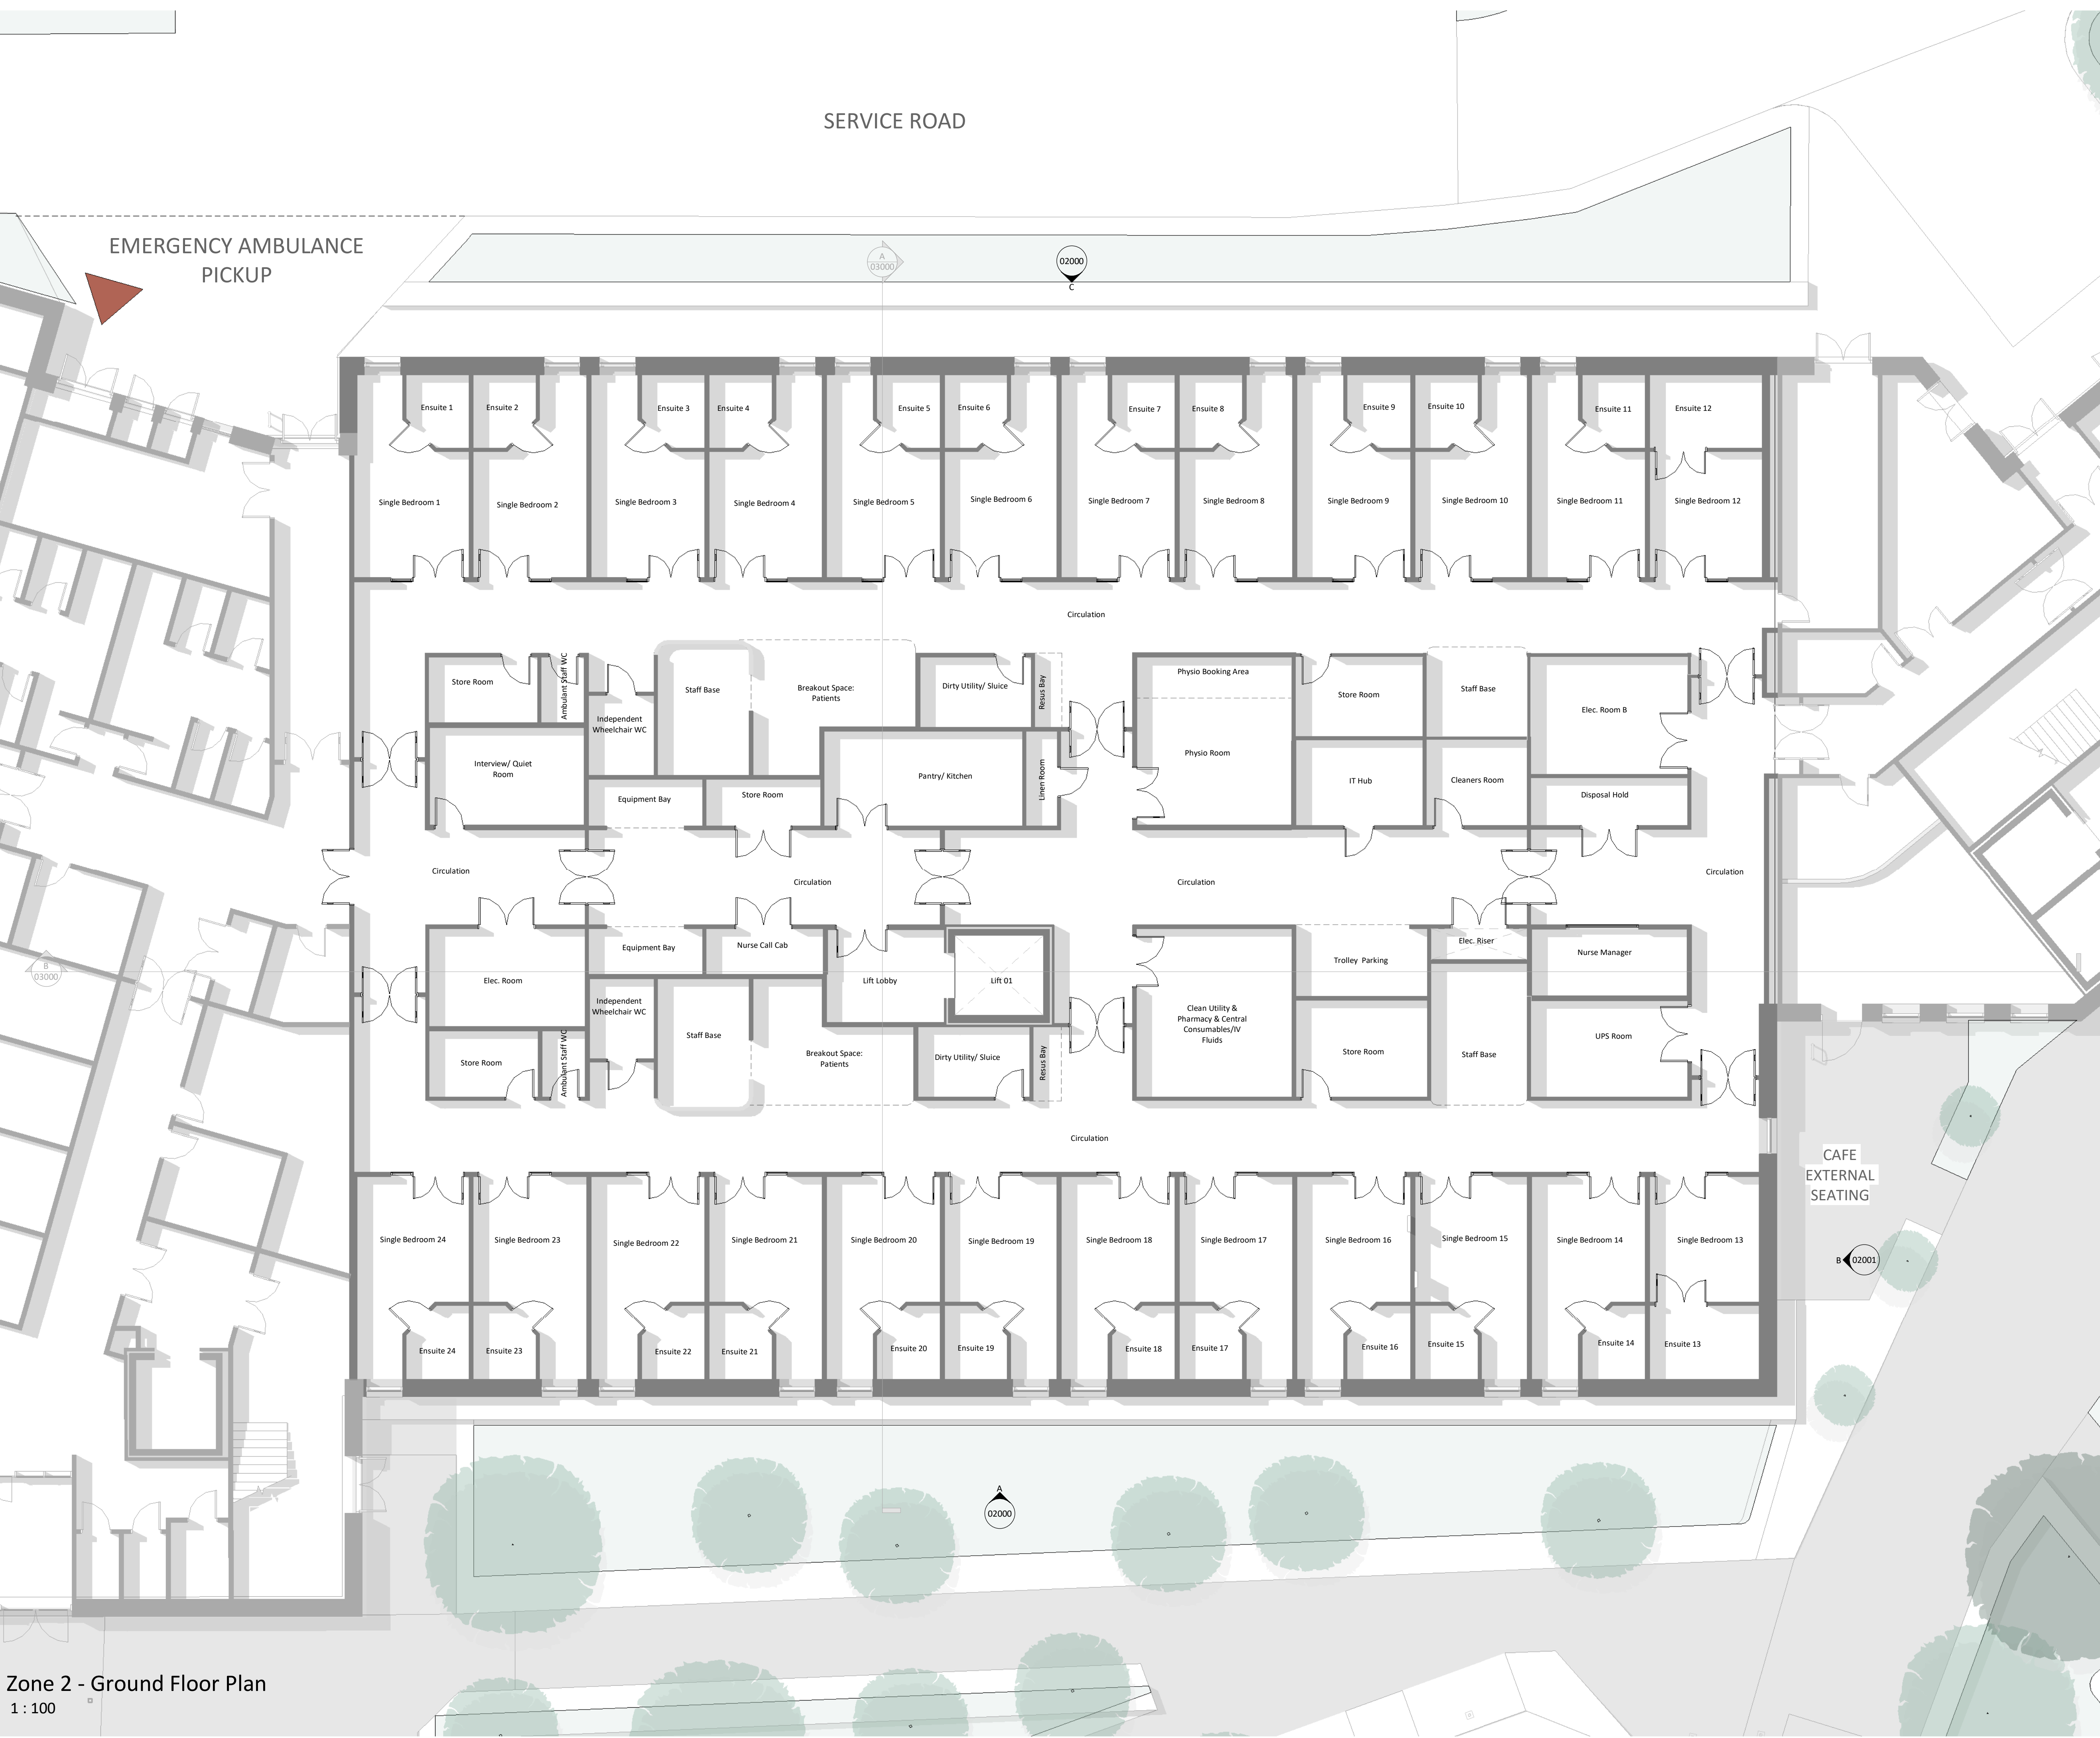 SERVICE ROAD
EMERGENCY AMBULANCE
PICKUP
A
03000
02000
C
Ensuite 1
Ensuite 2
Ensuite 3
Ensuite 4
Ensuite 5
Ensuite 6
Ensuite 7
Ensuite 8
Ensuite 9
Ensuite 10
Ensuite 11
Ensuite 12
Single Bedroom 1
Single Bedroom 2
Single Bedroom 3
Single Bedroom 4
Single Bedroom 5
Single Bedroom 6
Single Bedroom 7
Single Bedroom 8
Single Bedroom 9
Single Bedroom 10
Single Bedroom 11
Single Bedroom 12
Circulation
Store Room
Ambulant Staff WC
Independent
Wheelchair WC
Staff Base
Breakout Space:
Patients
Dirty Utility/ Sluice
Resus Bay
Physio Booking Area
Store Room
Staff Base
Elec. Room B
Interview/ Quiet
Room
Equipment Bay
Store Room
Pantry/ Kitchen
Linen Room
Physio Room
IT Hub
Cleaners Room
Disposal Hold
Circulation
Circulation
Circulation
Circulation
Elec. Room
Equipment Bay
Nurse Call Cab
Lift Lobby
Lift 01
Trolley Parking
Elec. Riser
Nurse Manager
B
03000
Independent
Wheelchair WC
Store Room
Ambulant Staff WC
Staff Base
Breakout Space:
Patients
Dirty Utility/ Sluice
Resus Bay
Clean Utility &
Pharmacy & Central
Consumables/IV
Fluids
Store Room
Staff Base
UPS Room
Circulation
CAFE
EXTERNAL
SEATING
Single Bedroom 24
Single Bedroom 23
Single Bedroom 22
Single Bedroom 21
Single Bedroom 20
Single Bedroom 19
Single Bedroom 18
Single Bedroom 17
Single Bedroom 16
Single Bedroom 15
Single Bedroom 14
Single Bedroom 13
B
02001
Ensuite 24
Ensuite 23
Ensuite 22
Ensuite 21
Ensuite 20
Ensuite 19
Ensuite 18
Ensuite 17
Ensuite 16
Ensuite 15
Ensuite 14
Ensuite 13
A
02000
Zone 2 - Ground Floor Plan
1 : 100